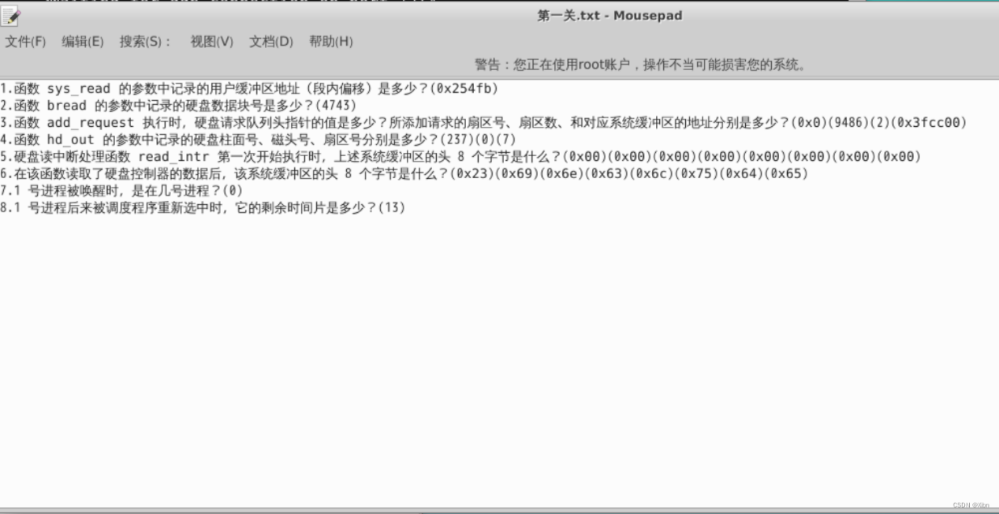 第一关.txt - Mousepad
文件(F) 编辑(E) 搜索(S)： 视图(V) 文档(D) 帮助(H)
警告：您正在使用root账户，操作不当可能损害您的系统。
1.函数 sys_read 的参数中记录的用户缓冲区地址（段内偏移）是多少？(0x254fb)
2.函数 bread 的参数中记录的硬盘数据块号是多少？(4743)
3.函数 add_request 执行时，硬盘请求队列头指针的值是多少？所添加请求的扇区号、扇区数、和对应系统缓冲区的地址分别是多少？(0x0)(9486)(2)(0x3fcc00)
4.函数 hd_out 的参数中记录的硬盘柱面号、磁头号、扇区号分别是多少？(237)(0)(7)
5.硬盘读中断处理函数 read_intr 第一次开始执行时，上述系统缓冲区的头 8 个字节是什么？(0x00)(0x00)(0x00)(0x00)(0x00)(0x00)(0x00)(0x00)
6.在该函数读取了硬盘控制器的数据后，该系统缓冲区的头 8 个字节是什么？(0x23)(0x69)(0x6e)(0x63)(0x6c)(0x75)(0x64)(0x65)
7.1 号进程被唤醒时，是在几号进程？(0)
8.1 号进程后来被调度程序重新选中时，它的剩余时间片是多少？(13)